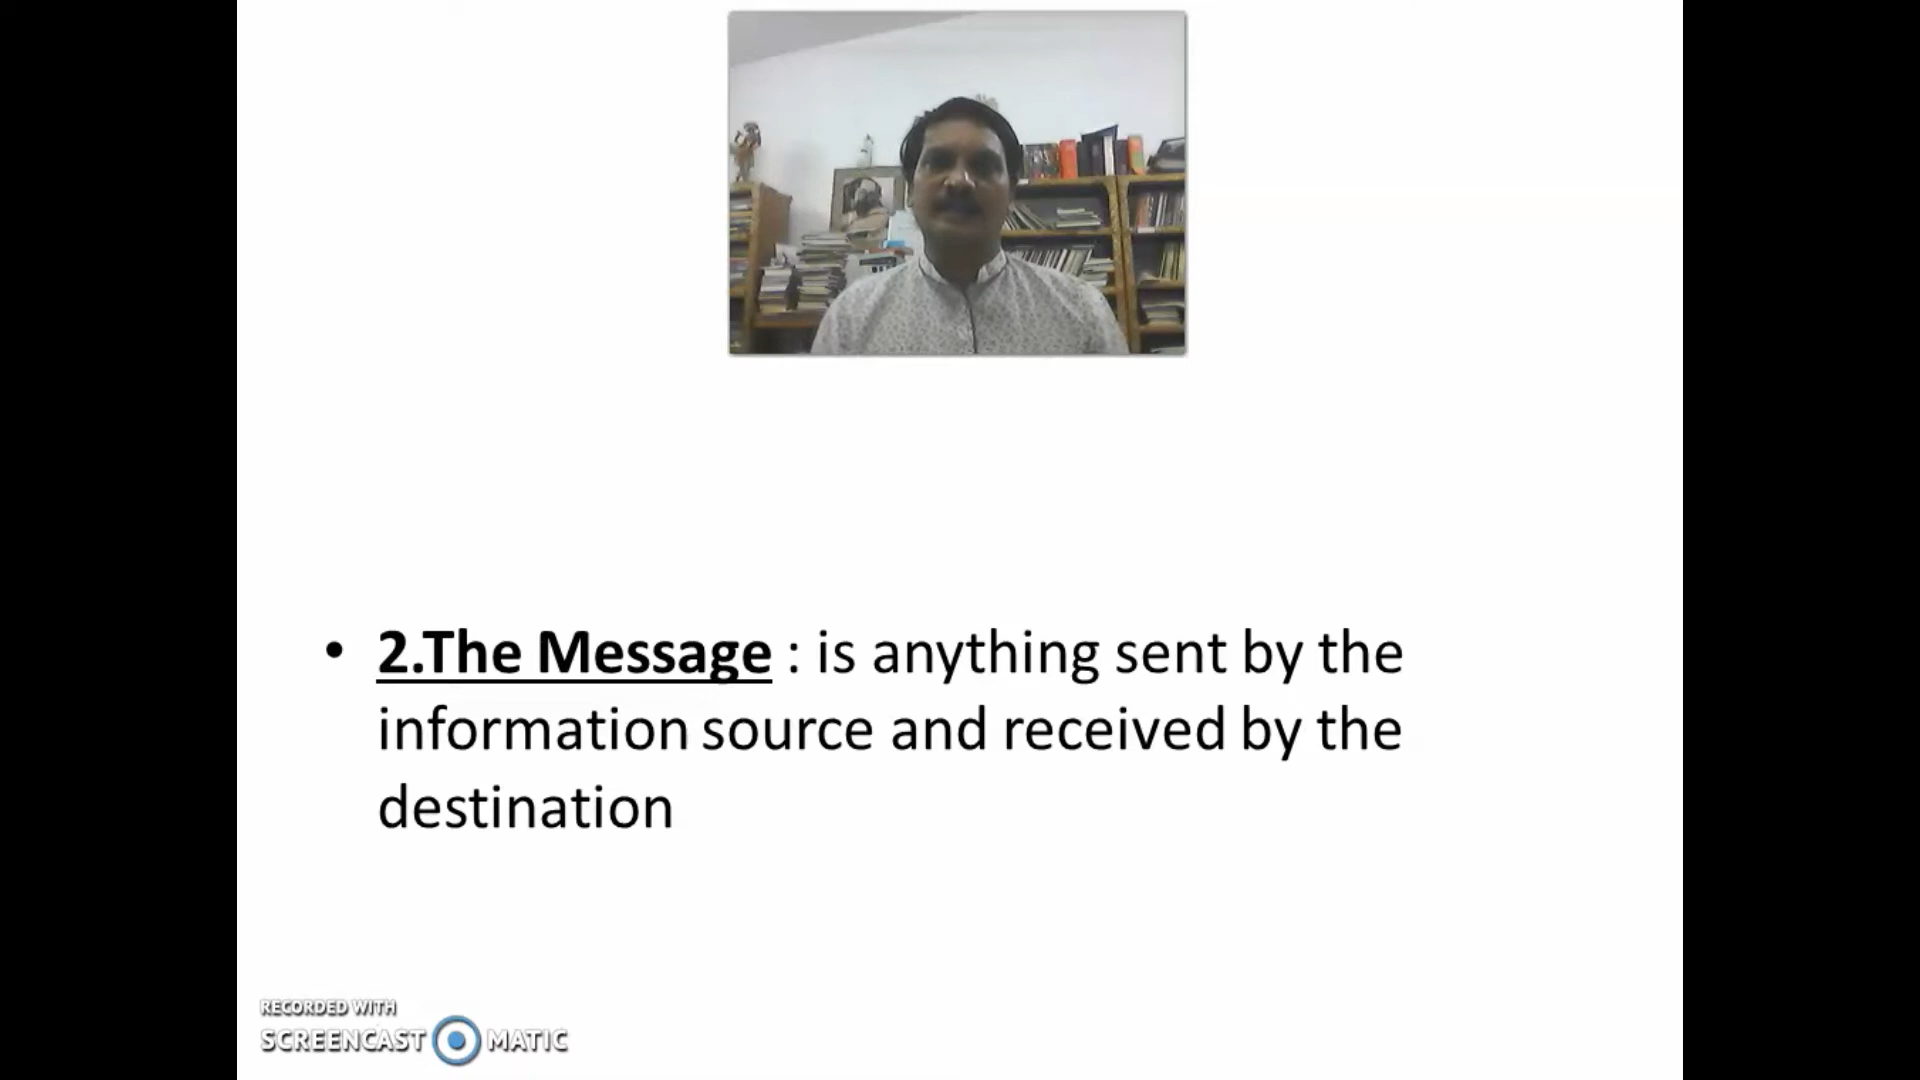 • 2.The Message : is anything sent by the
information source and received by the
destination
RECORDED WITH
SCREENCAST MATIC